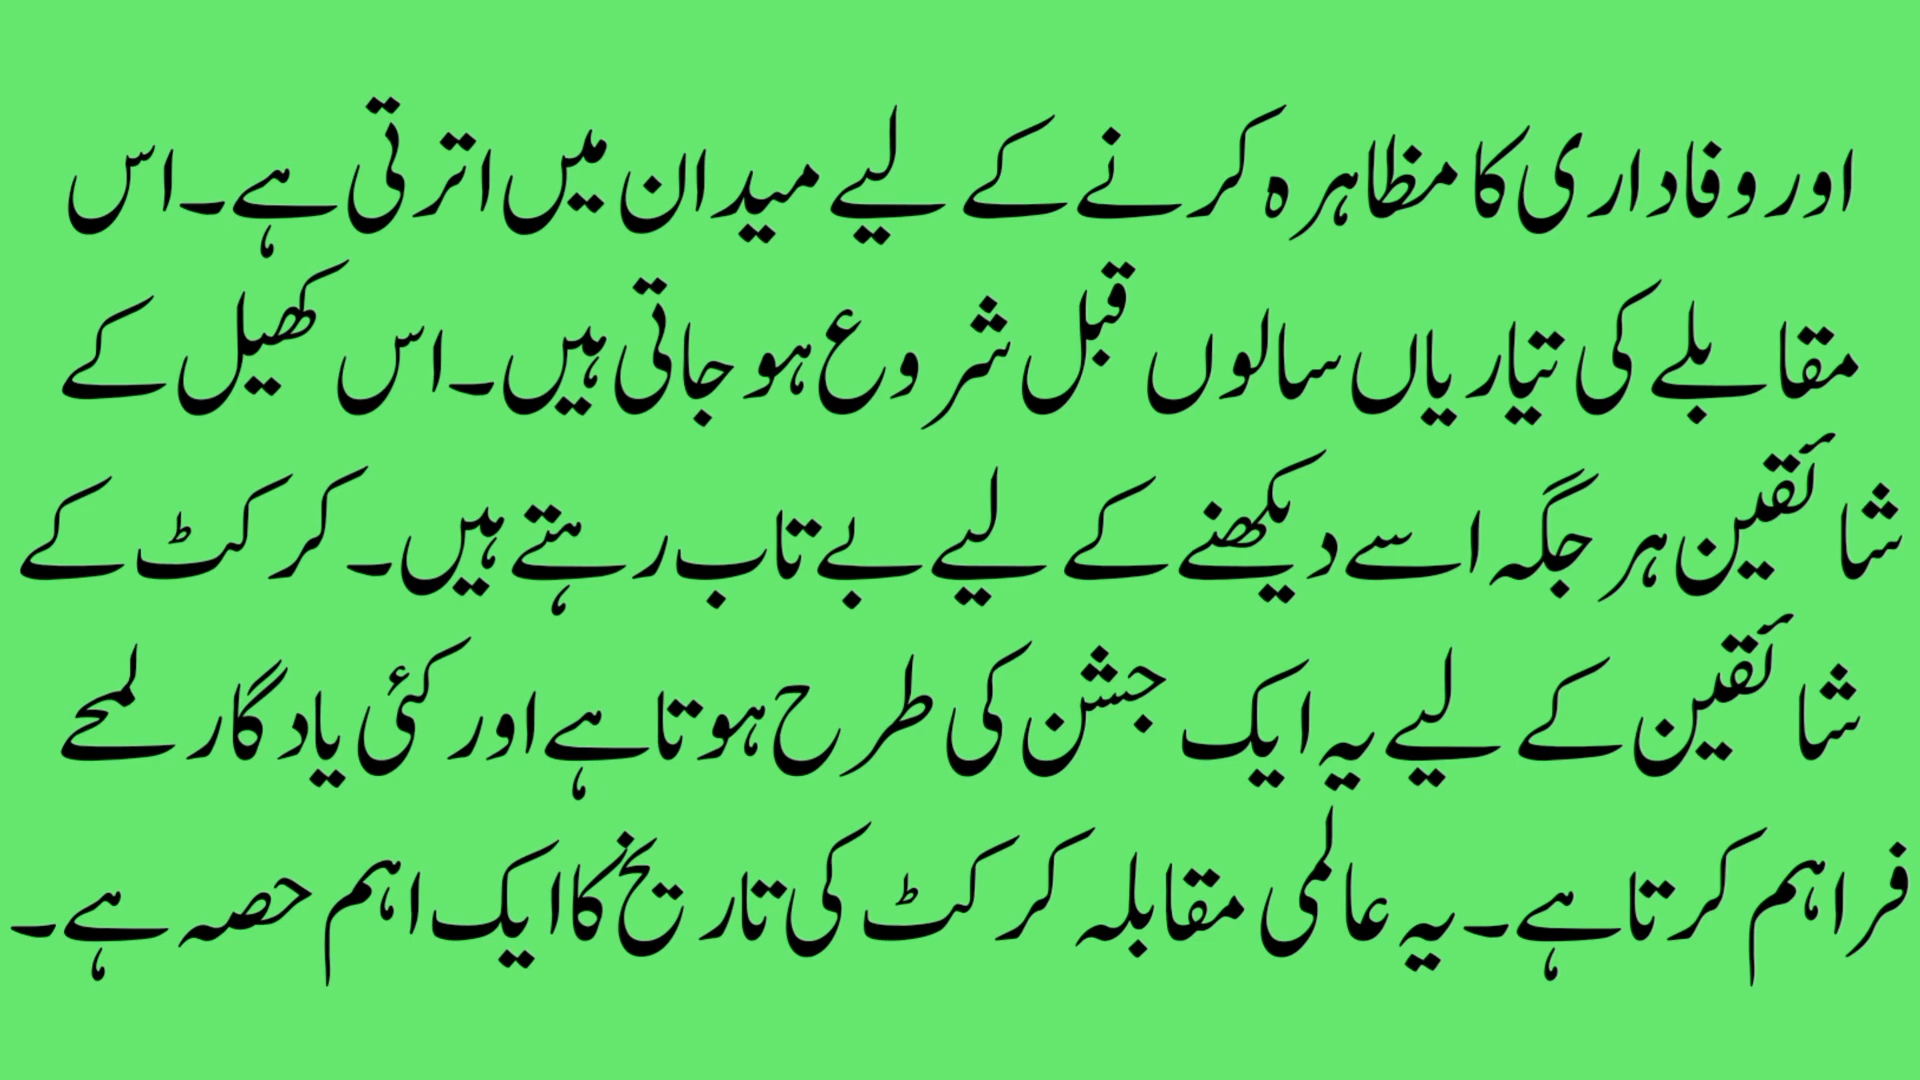 اور وفاداری کا مظاہرہ کرنے کے لیے میدان میں اترتی ہے۔ اس
مقابلے کی تیاریاں سالوں قبل شروع ہو جاتی ہیں۔ اس کھیل کے
شائقین ہر جگہ اسے دیکھنے کے لیے بے تاب رہتے ہیں۔ کرکٹ کے
شائقین کے لیے یہ ایک جشن کی طرح ہوتا ہے اور کئی یادگار لمحے
فراہم کرتا ہے۔ یہ عالمی مقابلہ کرکٹ کی تاریخ کا ایک اہم حصہ ہے۔